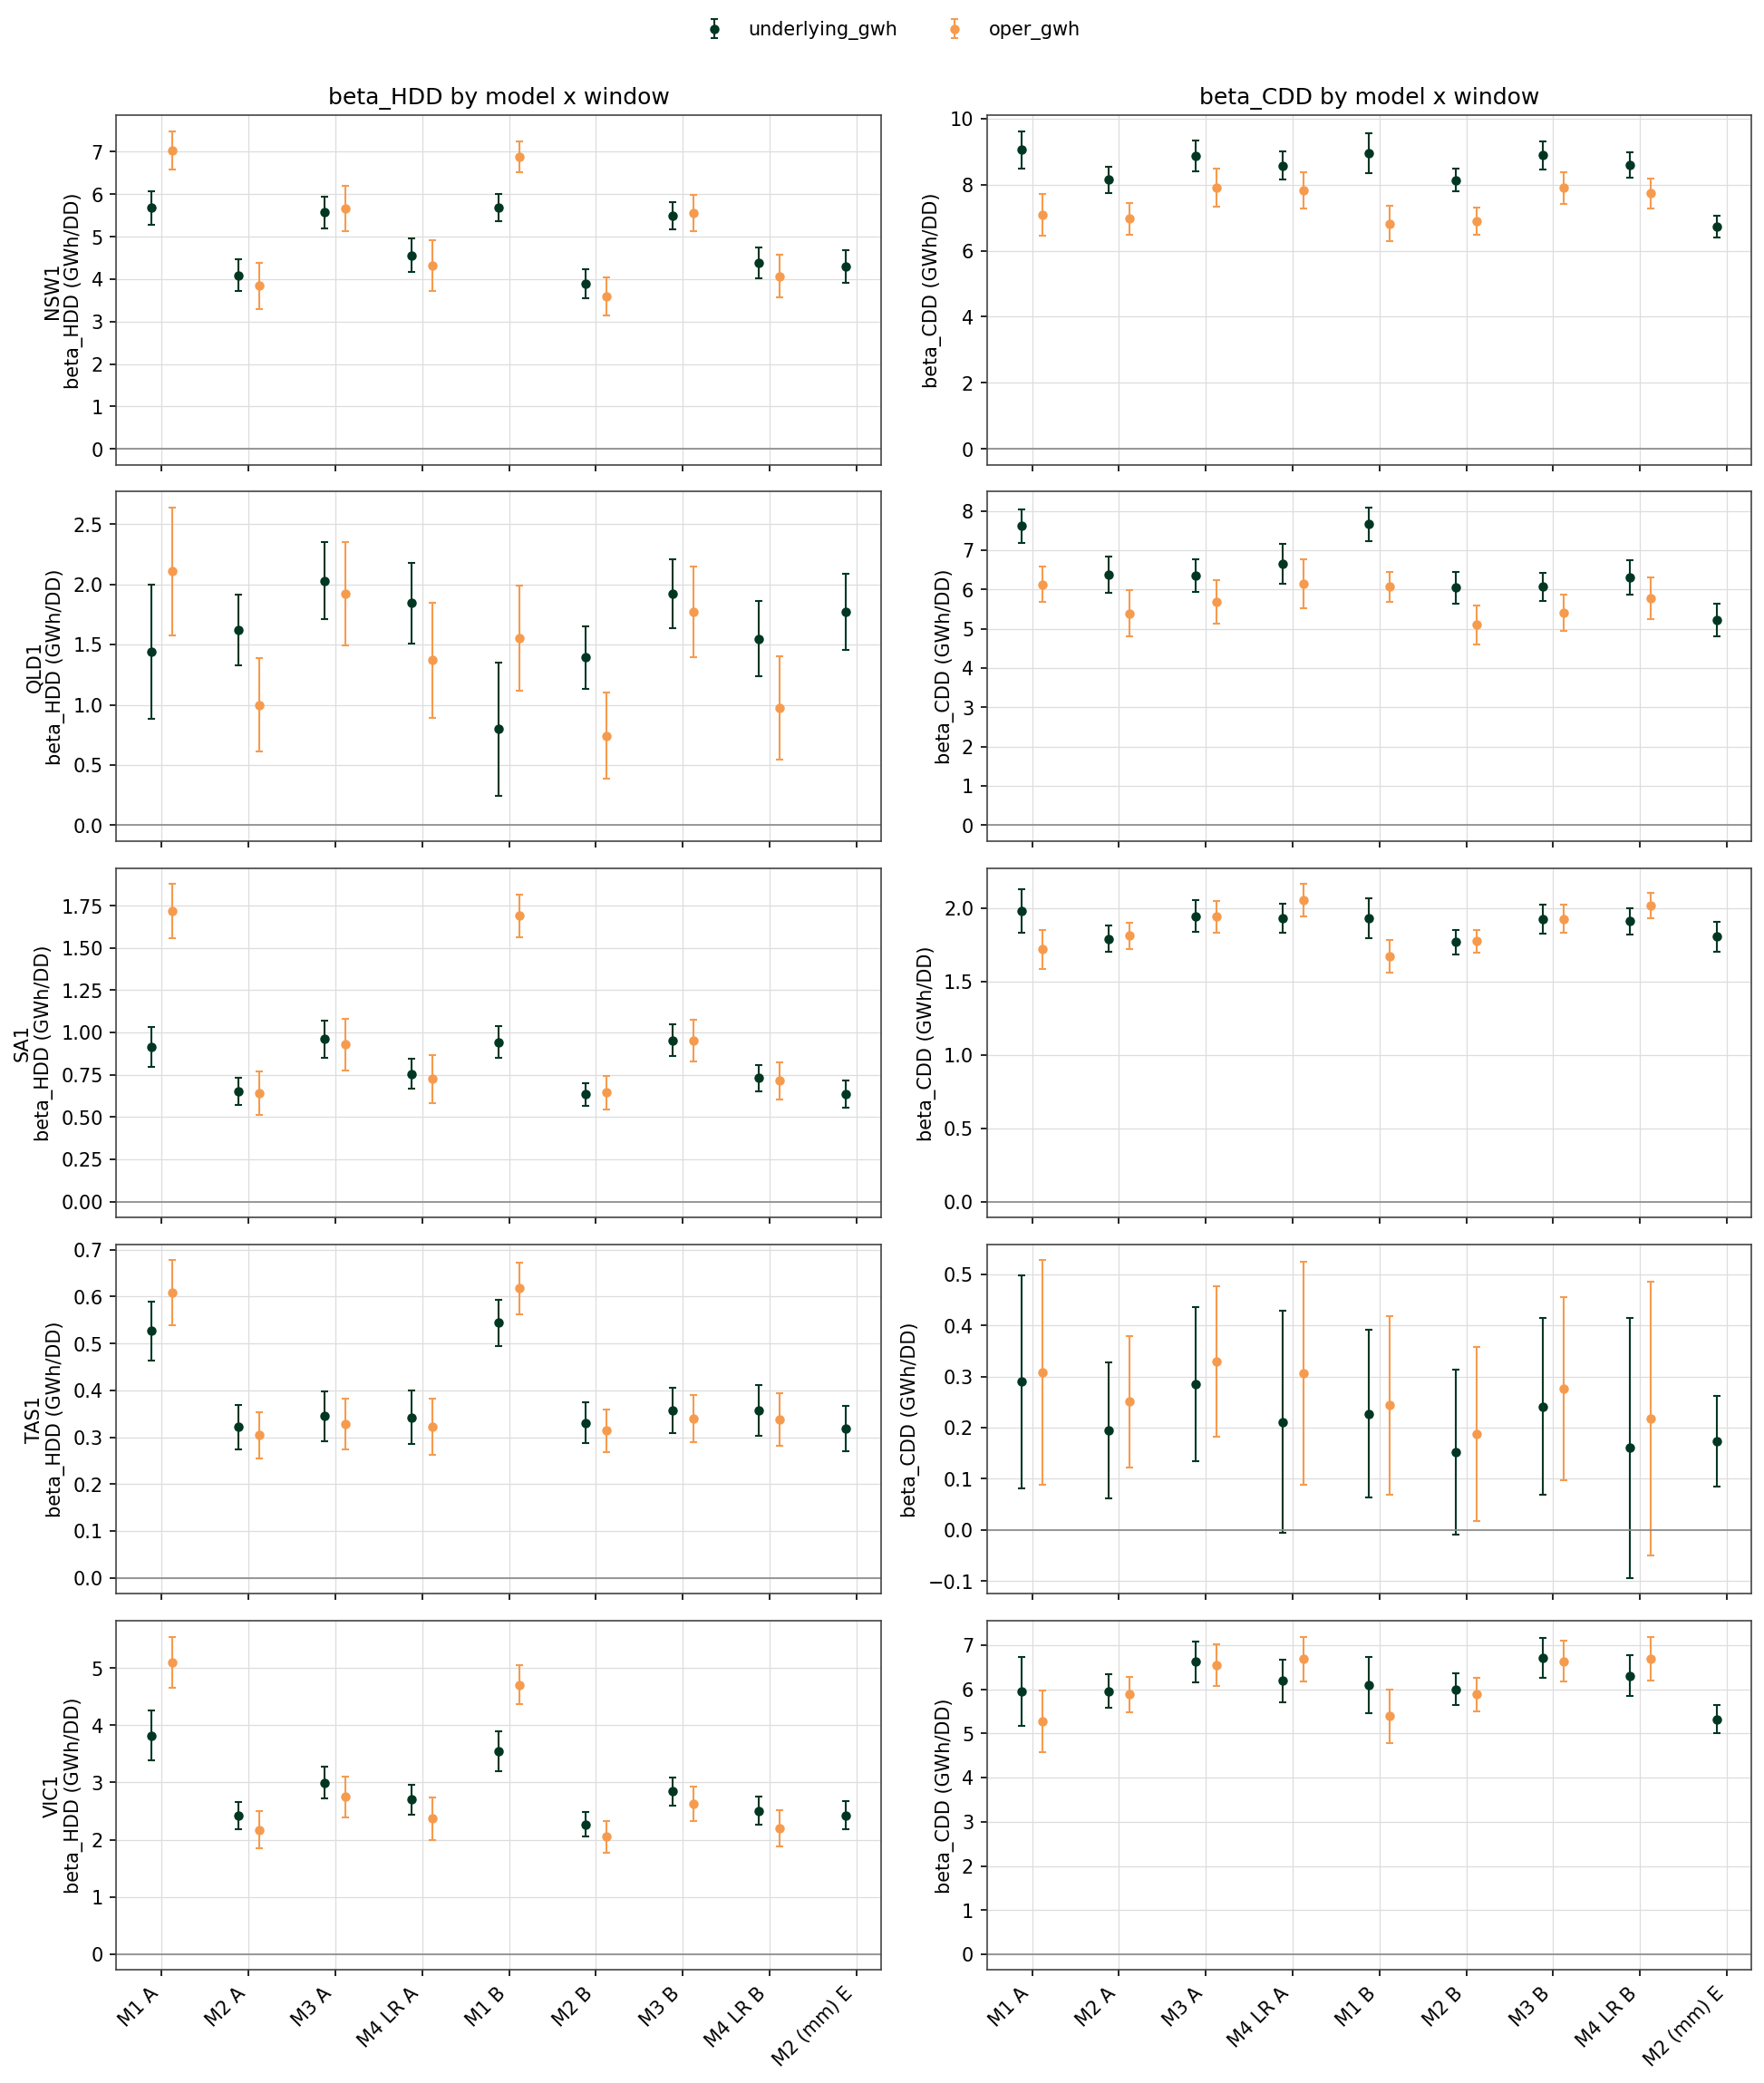 underlying_gwh oper_gwh
beta_HDD by model x window
beta_CDD by model x window
NSW1
beta_HDD (GWh/DD)
7
6
5
4
3
2
1
0
beta_CDD (GWh/DD)
10
8
6
4
2
0
QLD1
beta_HDD (GWh/DD)
2.5
2.0
1.5
1.0
0.5
0.0
beta_CDD (GWh/DD)
8
7
6
5
4
3
2
1
0
SA1
beta_HDD (GWh/DD)
1.75
1.50
1.25
1.00
0.75
0.50
0.25
0.00
beta_CDD (GWh/DD)
2.0
1.5
1.0
0.5
0.0
TAS1
beta_HDD (GWh/DD)
0.7
0.6
0.5
0.4
0.3
0.2
0.1
0.0
beta_CDD (GWh/DD)
0.5
0.4
0.3
0.2
0.1
0.0
−0.1
VIC1
beta_HDD (GWh/DD)
5
4
3
2
1
0
beta_CDD (GWh/DD)
7
6
5
4
3
2
1
0
M1 A
M2 A
M3 A
M4 LR A
M1 B
M2 B
M3 B
M4 LR B
M2 (mm) E
M1 A
M2 A
M3 A
M4 LR A
M1 B
M2 B
M3 B
M4 LR B
M2 (mm) E